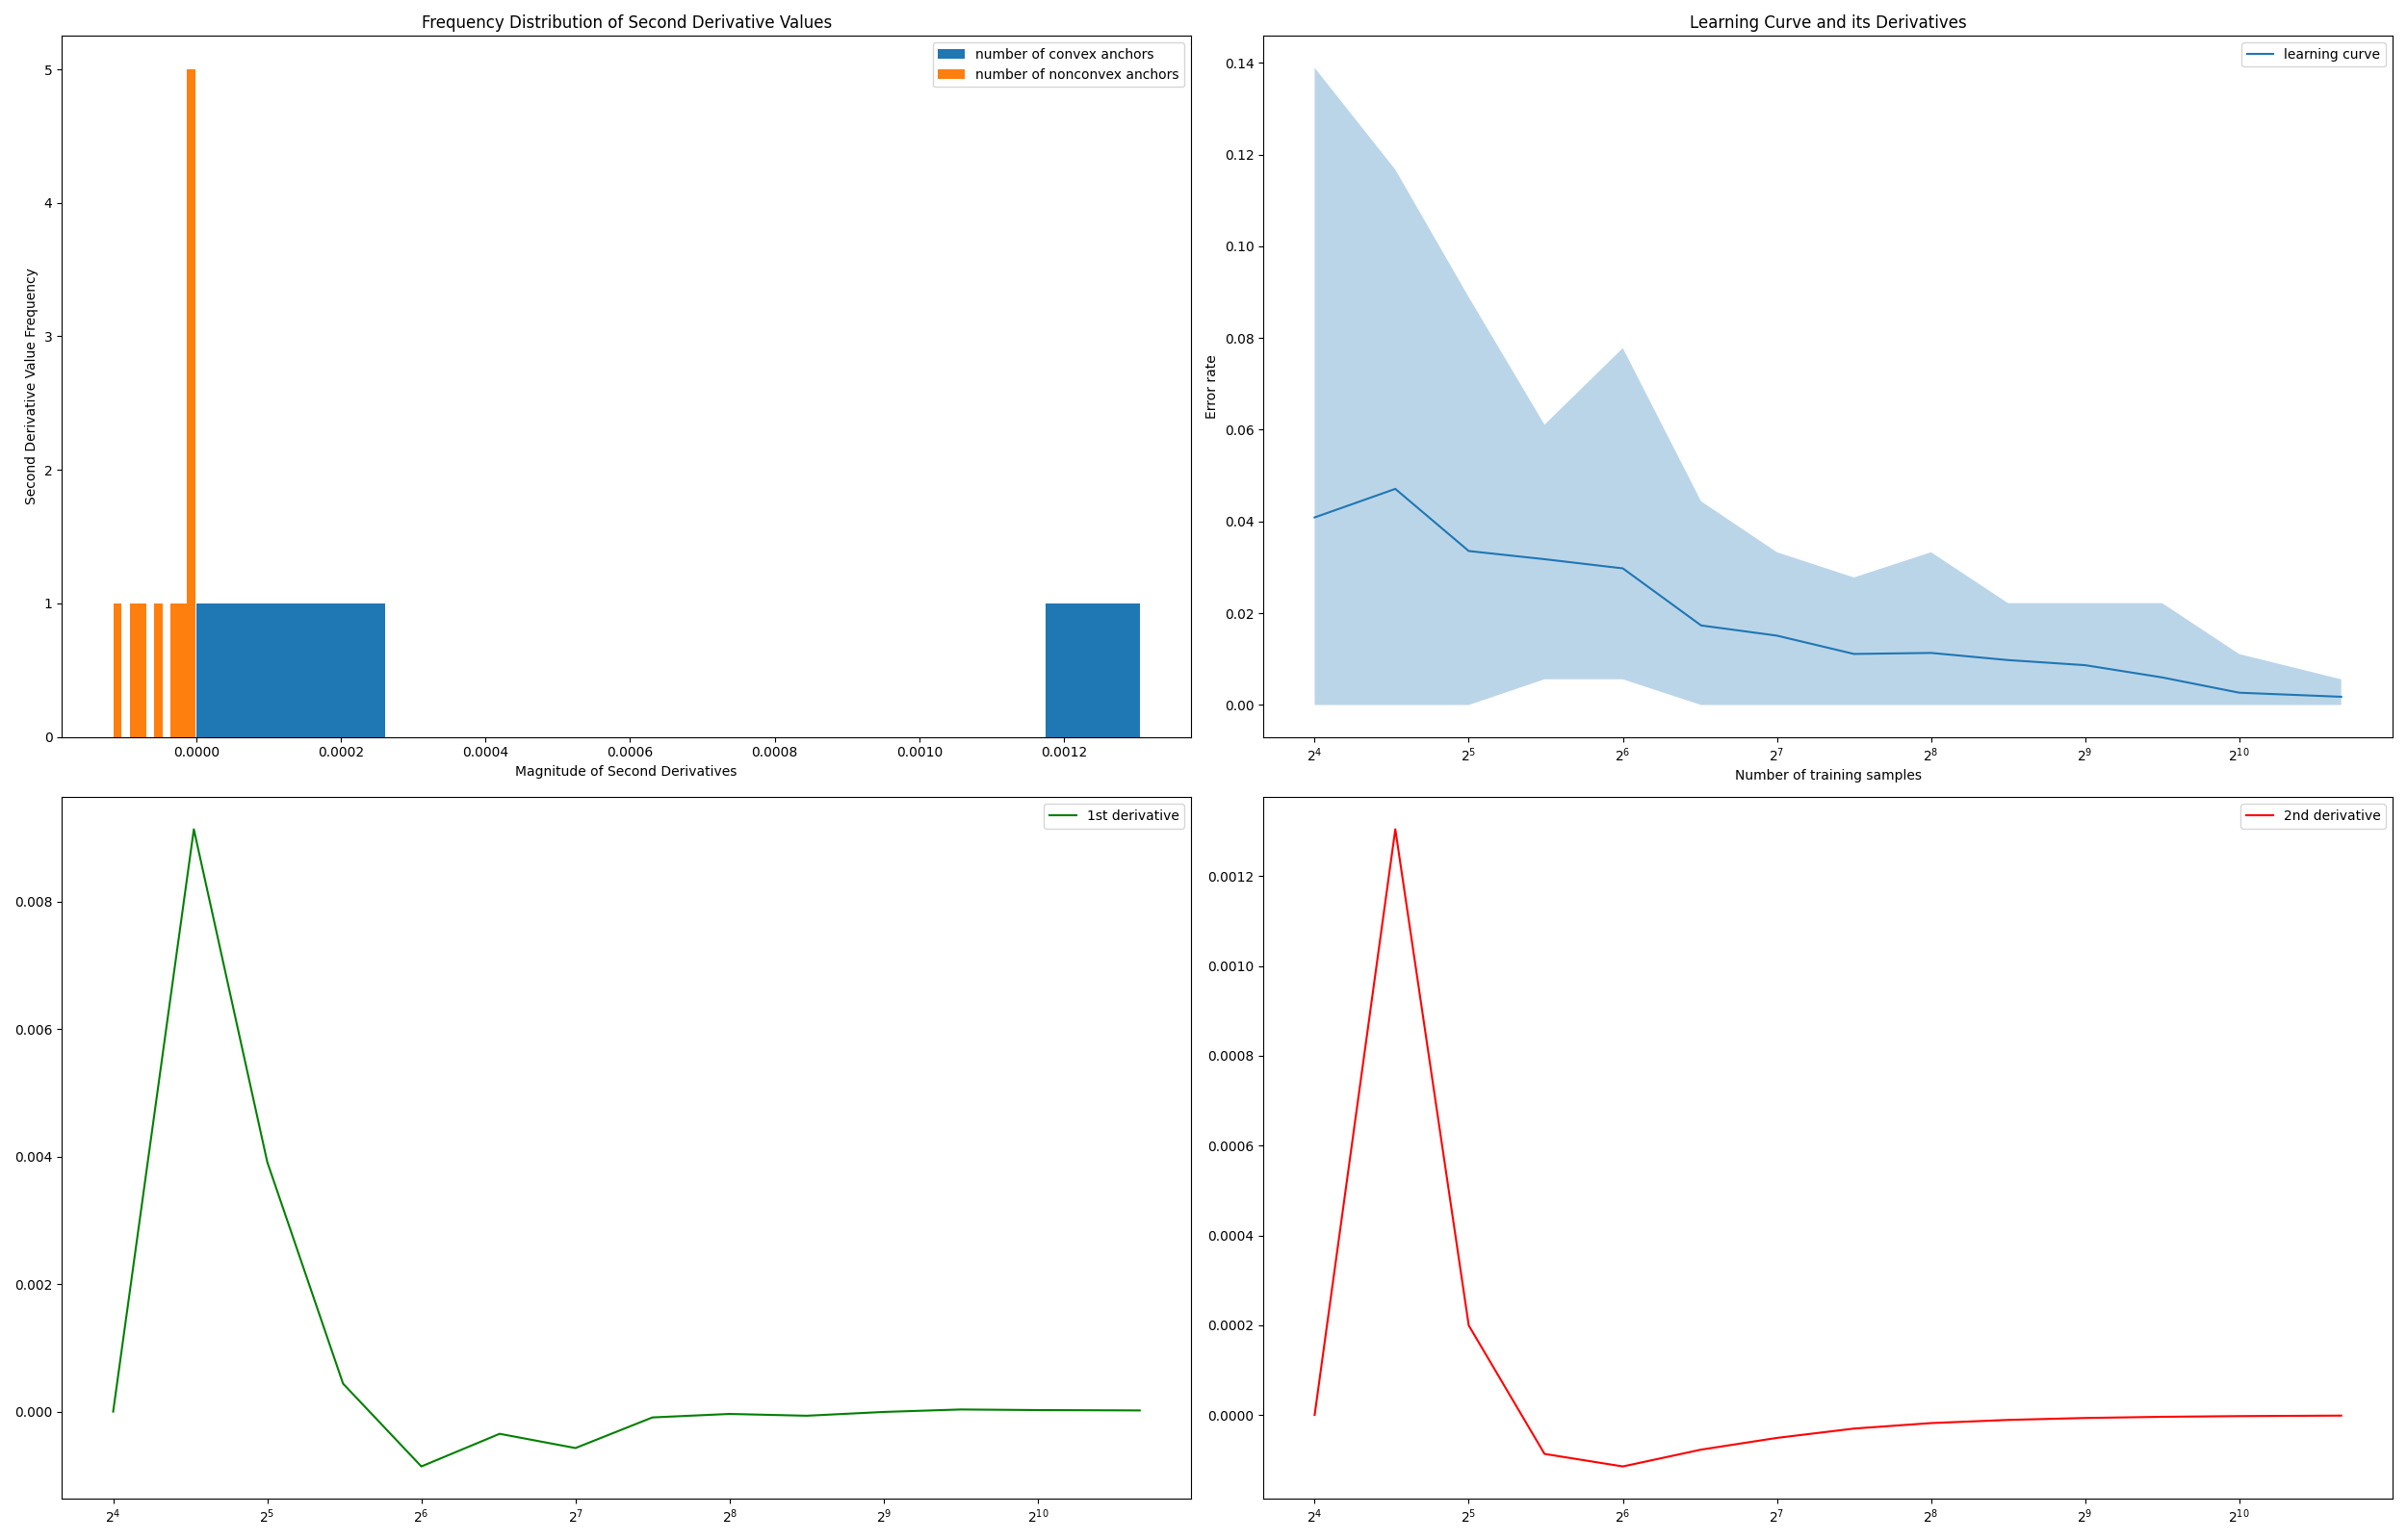 Frequency Distribution of Second Derivative Values
number of convex anchors
number of nonconvex anchors
5
4
3
2
1
0
Second Derivative Value Frequency
0.0000 0.0002 0.0004 0.0006 0.0008 0.0010 0.0012
Magnitude of Second Derivatives
Learning Curve and its Derivatives
learning curve
0.14
0.12
0.10
0.08
0.06
0.04
0.02
0.00
Error rate
2^4 2^5 2^6 2^7 2^8 2^9 2^10
Number of training samples
1st derivative
0.008
0.006
0.004
0.002
0.000
2^4 2^5 2^6 2^7 2^8 2^9 2^10
2nd derivative
0.0012
0.0010
0.0008
0.0006
0.0004
0.0002
0.0000
2^4 2^5 2^6 2^7 2^8 2^9 2^10